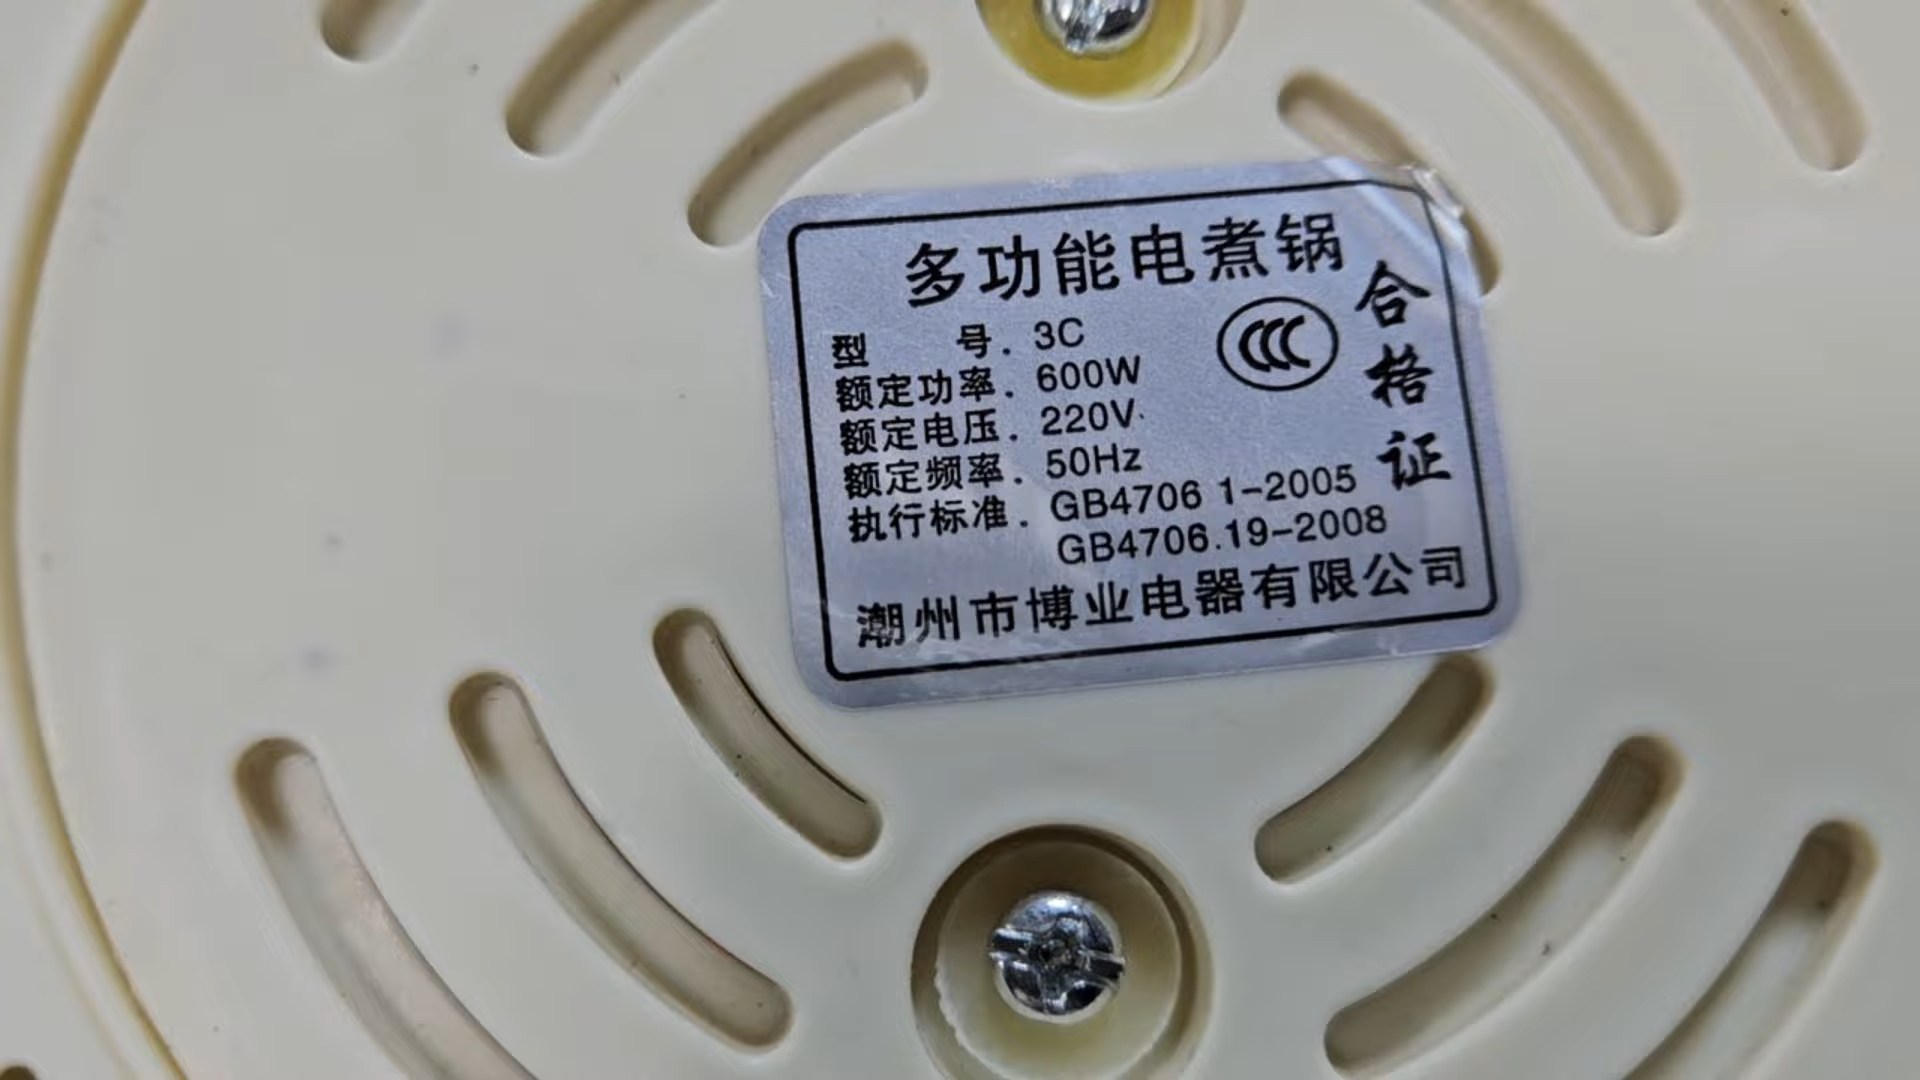 多功能电煮锅
型 号. 3C
额定功率. 600W
额定电压. 220V.
额定频率. 50Hz
执行标准. GB4706 1-2005
GB4706.19-2008
潮州市博业电器有限公司
CCC
合格证